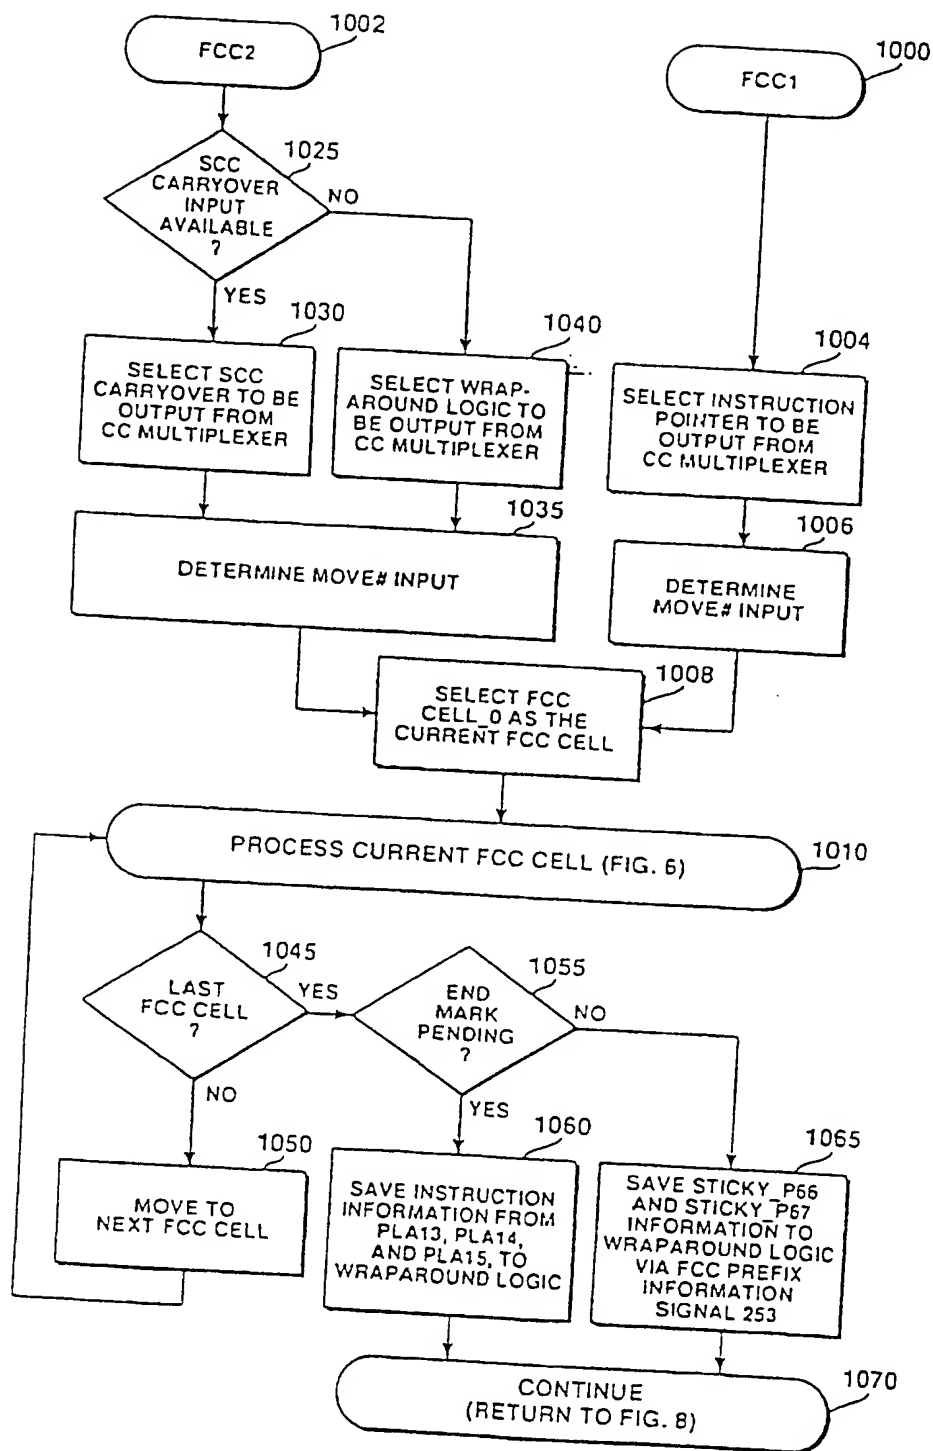 1002
FCC2
1000
FCC1
1025
SCC
CARRYOVER
INPUT
AVAILABLE
?
NO
YES
1030
SELECT SCC
CARRYOVER TO BE
OUTPUT FROM
CC MULTIPLEXER
1040
SELECT WRAP-
AROUND LOGIC TO
BE OUTPUT FROM
CC MULTIPLEXER
1004
SELECT INSTRUCTION
POINTER TO BE
OUTPUT FROM
CC MULTIPLEXER
1035
DETERMINE MOVE# INPUT
1006
DETERMINE
MOVE# INPUT
1008
SELECT FCC
CELL_0 AS THE
CURRENT FCC CELL
PROCESS CURRENT FCC CELL (FIG. 6)
1010
1045
LAST
FCC CELL
?
YES
NO
1055
END
MARK
PENDING
?
NO
YES
1050
MOVE TO
NEXT FCC CELL
1060
SAVE INSTRUCTION
INFORMATION FROM
PLA13, PLA14,
AND PLA15, TO
WRAPAROUND LOGIC
1065
SAVE STICKY_P66
AND STICKY_P67
INFORMATION TO
WRAPAROUND LOGIC
VIA FCC PREFIX
INFORMATION
SIGNAL 253
CONTINUE
(RETURN TO FIG. 8)
1070